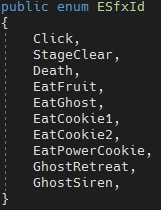 public enum ESfxId
{
Click,
StageClear,
Death,
EatFruit,
EatGhost,
EatCookie1,
EatCookie2,
EatPowerCookie,
GhostRetreat,
GhostSiren,
}